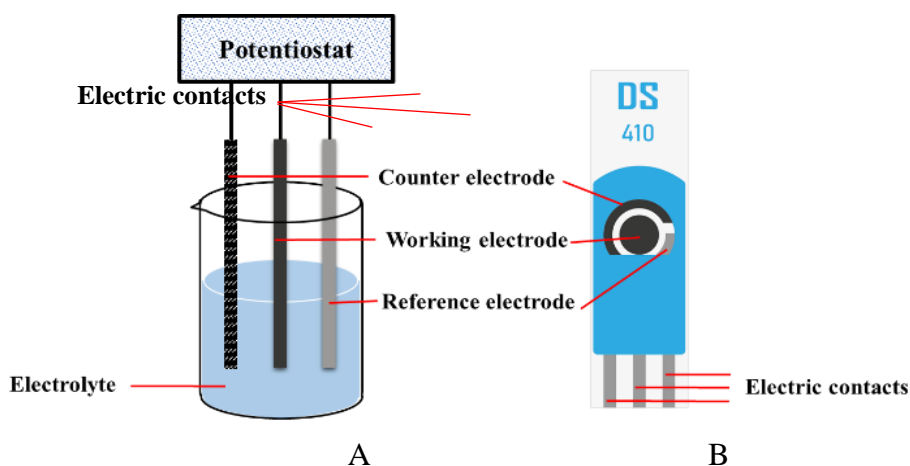 Potentiostat
Electric contacts
DS
410
Counter electrode
Working electrode
Reference electrode
Electrolyte
Electric contacts
A
B